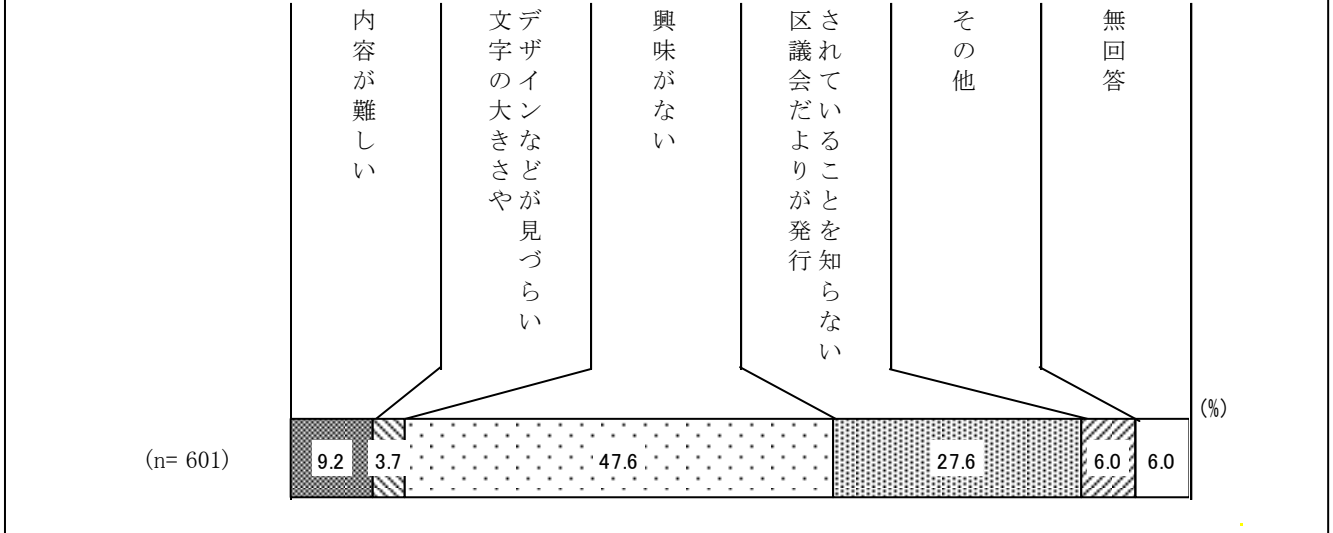 内容が難しい
文字の大きさや
デザインなどが見づらい
興味がない
区議会だよりが発行
されていることを知らない
その他
無回答
(%)
(n= 601)
9.2
3.7
47.6
27.6
6.0
6.0